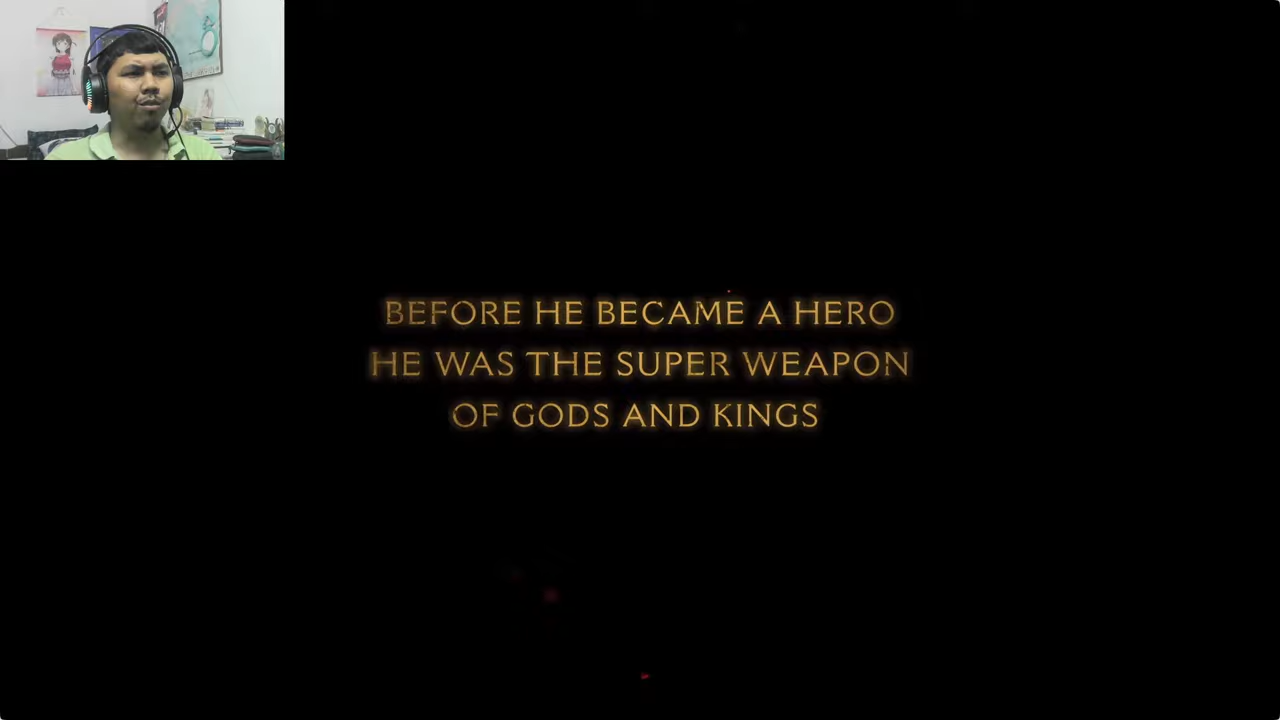 BEFORE HE BECAME A HERO
HE WAS THE SUPER WEAPON
OF GODS AND KINGS